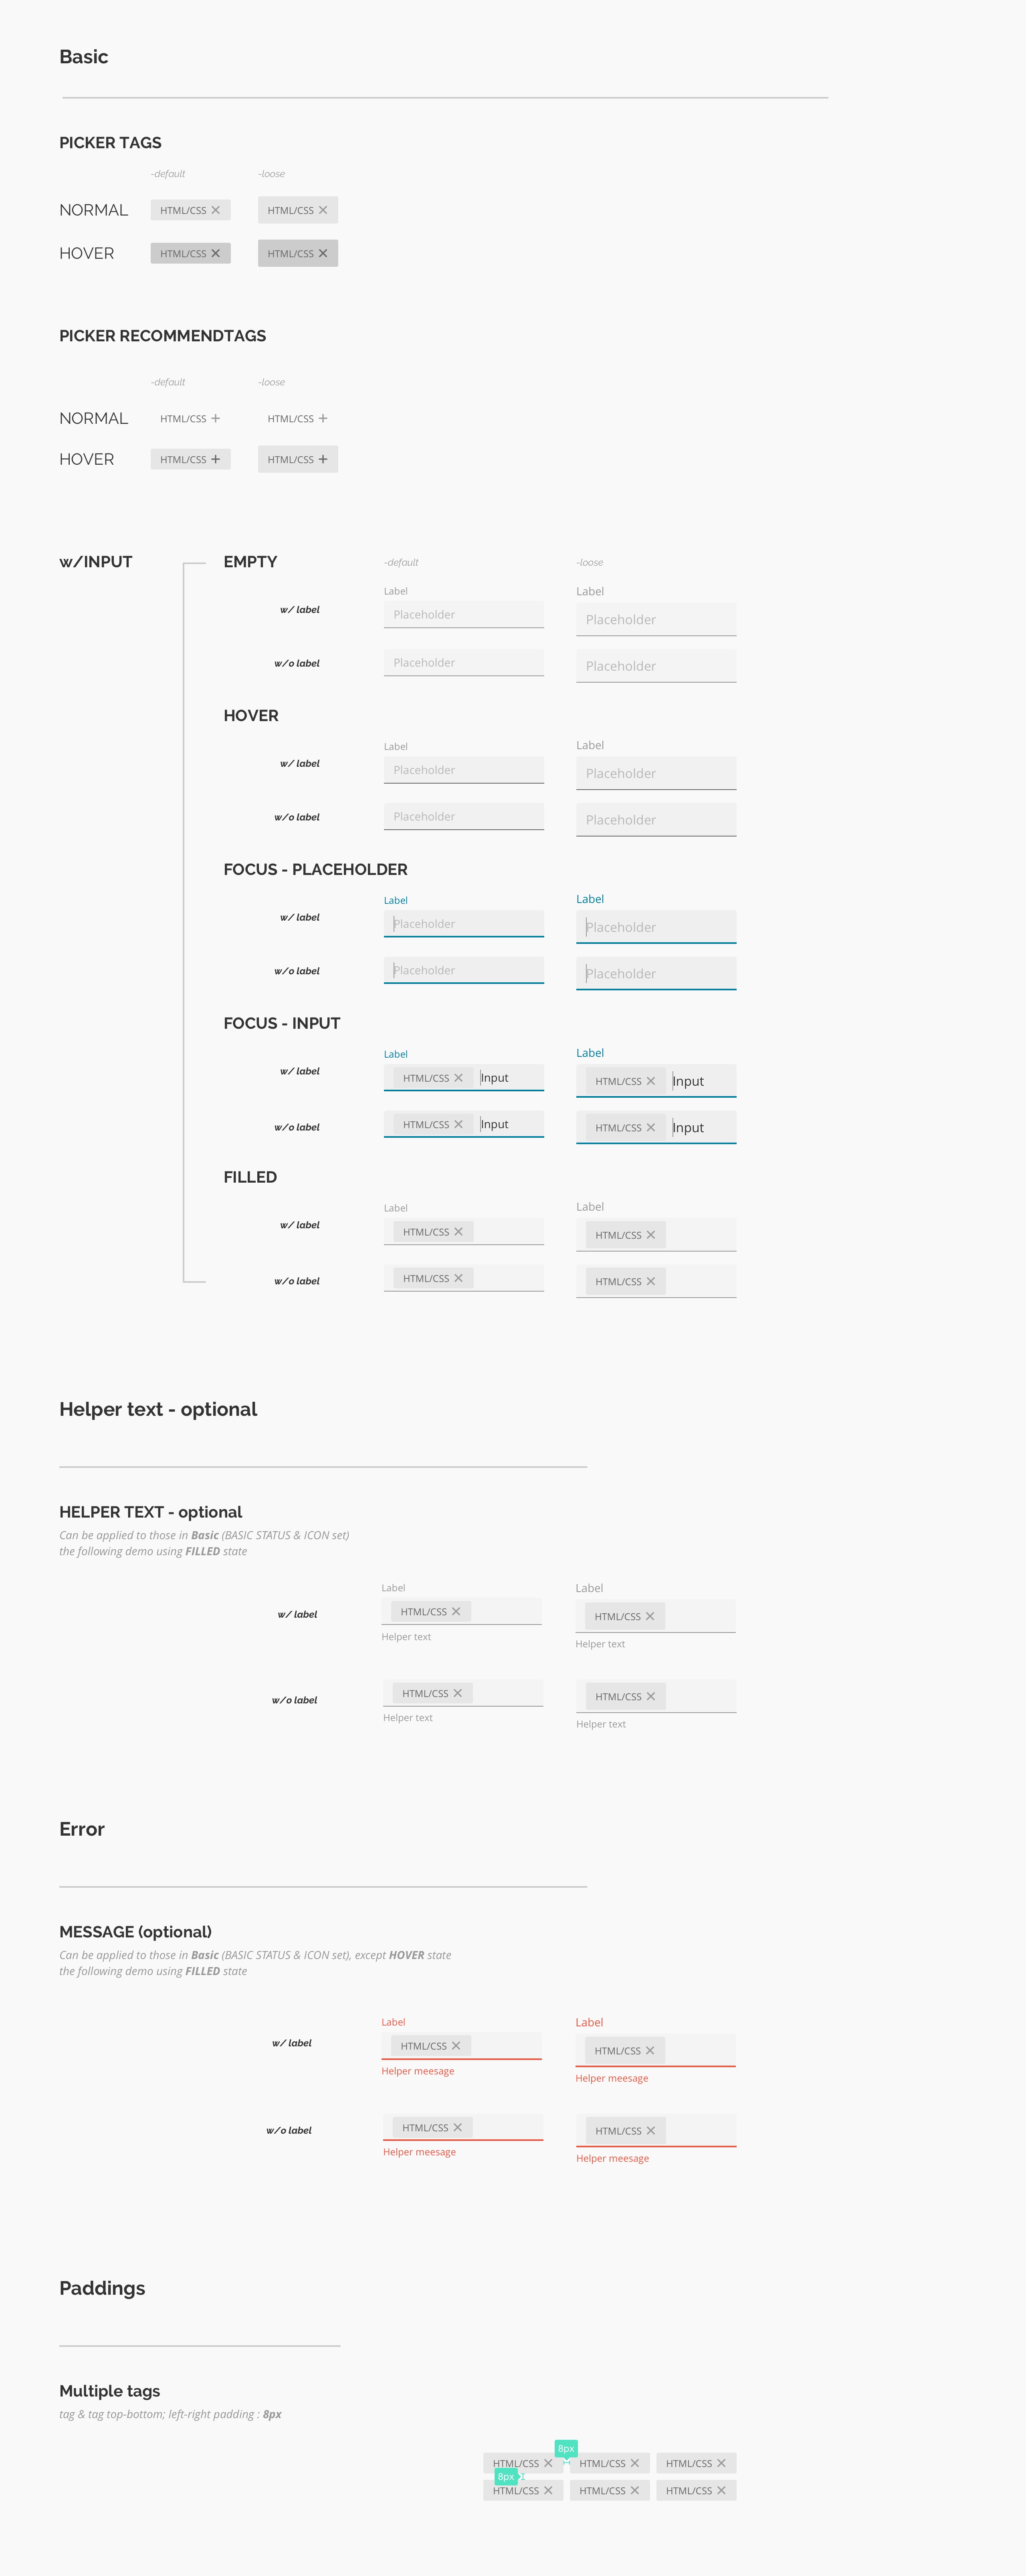 Basic
PICKER TAGS
-default -loose
NORMAL HTML/CSS HTML/CSS
HOVER HTML/CSS HTML/CSS
PICKER RECOMMENDTAGS
-default -loose
NORMAL HTML/CSS + HTML/CSS +
HOVER HTML/CSS + HTML/CSS +
w/INPUT EMPTY -default -loose
Label Label
w/ label Placeholder Placeholder
w/o label Placeholder Placeholder
HOVER
Label Label
w/ label Placeholder Placeholder
w/o label Placeholder Placeholder
FOCUS - PLACEHOLDER
Label Label
w/ label Placeholder Placeholder
w/o label Placeholder Placeholder
FOCUS - INPUT
Label Label
w/ label HTML/CSS Input HTML/CSS Input
w/o label HTML/CSS Input HTML/CSS Input
FILLED
Label Label
w/ label HTML/CSS HTML/CSS
w/o label HTML/CSS HTML/CSS
Helper text - optional
HELPER TEXT - optional
Can be applied to those in Basic (BASIC STATUS & ICON set)
the following demo using FILLED state
Label Label
w/ label HTML/CSS HTML/CSS
Helper text Helper text
w/o label HTML/CSS HTML/CSS
Helper text Helper text
Error
MESSAGE (optional)
Can be applied to those in Basic (BASIC STATUS & ICON set), except HOVER state
the following demo using FILLED state
Label Label
w/ label HTML/CSS HTML/CSS
Helper meesage Helper meesage
w/o label HTML/CSS HTML/CSS
Helper meesage Helper meesage
Paddings
Multiple tags
tag & tag top-bottom; left-right padding : 8px
8px
HTML/CSS HTML/CSS HTML/CSS
8px
HTML/CSS HTML/CSS HTML/CSS